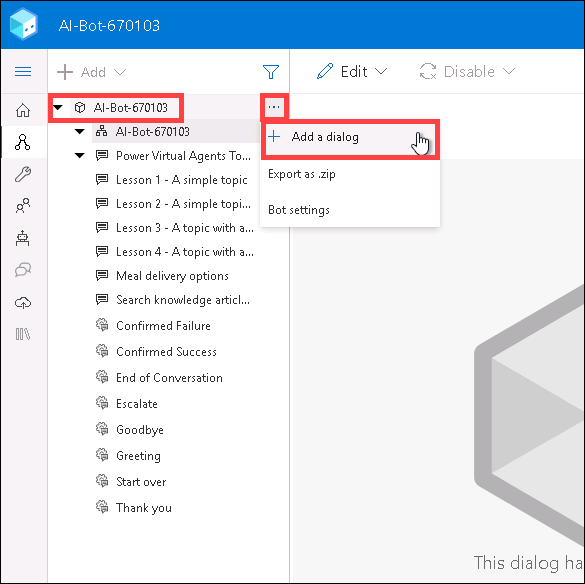 AI-Bot-670103
Add
Edit
Disable
AI-Bot-670103
...
AI-Bot-670103
Add a dialog
Power Virtual Agents To...
Export as .zip
Lesson 1 - A simple topic
Lesson 2 - A simple topi...
Bot settings
Lesson 3 - A topic with a...
Lesson 4 - A topic with a...
Meal delivery options
Search knowledge articl...
Confirmed Failure
Confirmed Success
End of Conversation
Escalate
Goodbye
Greeting
Start over
Thank you
This dialog ha